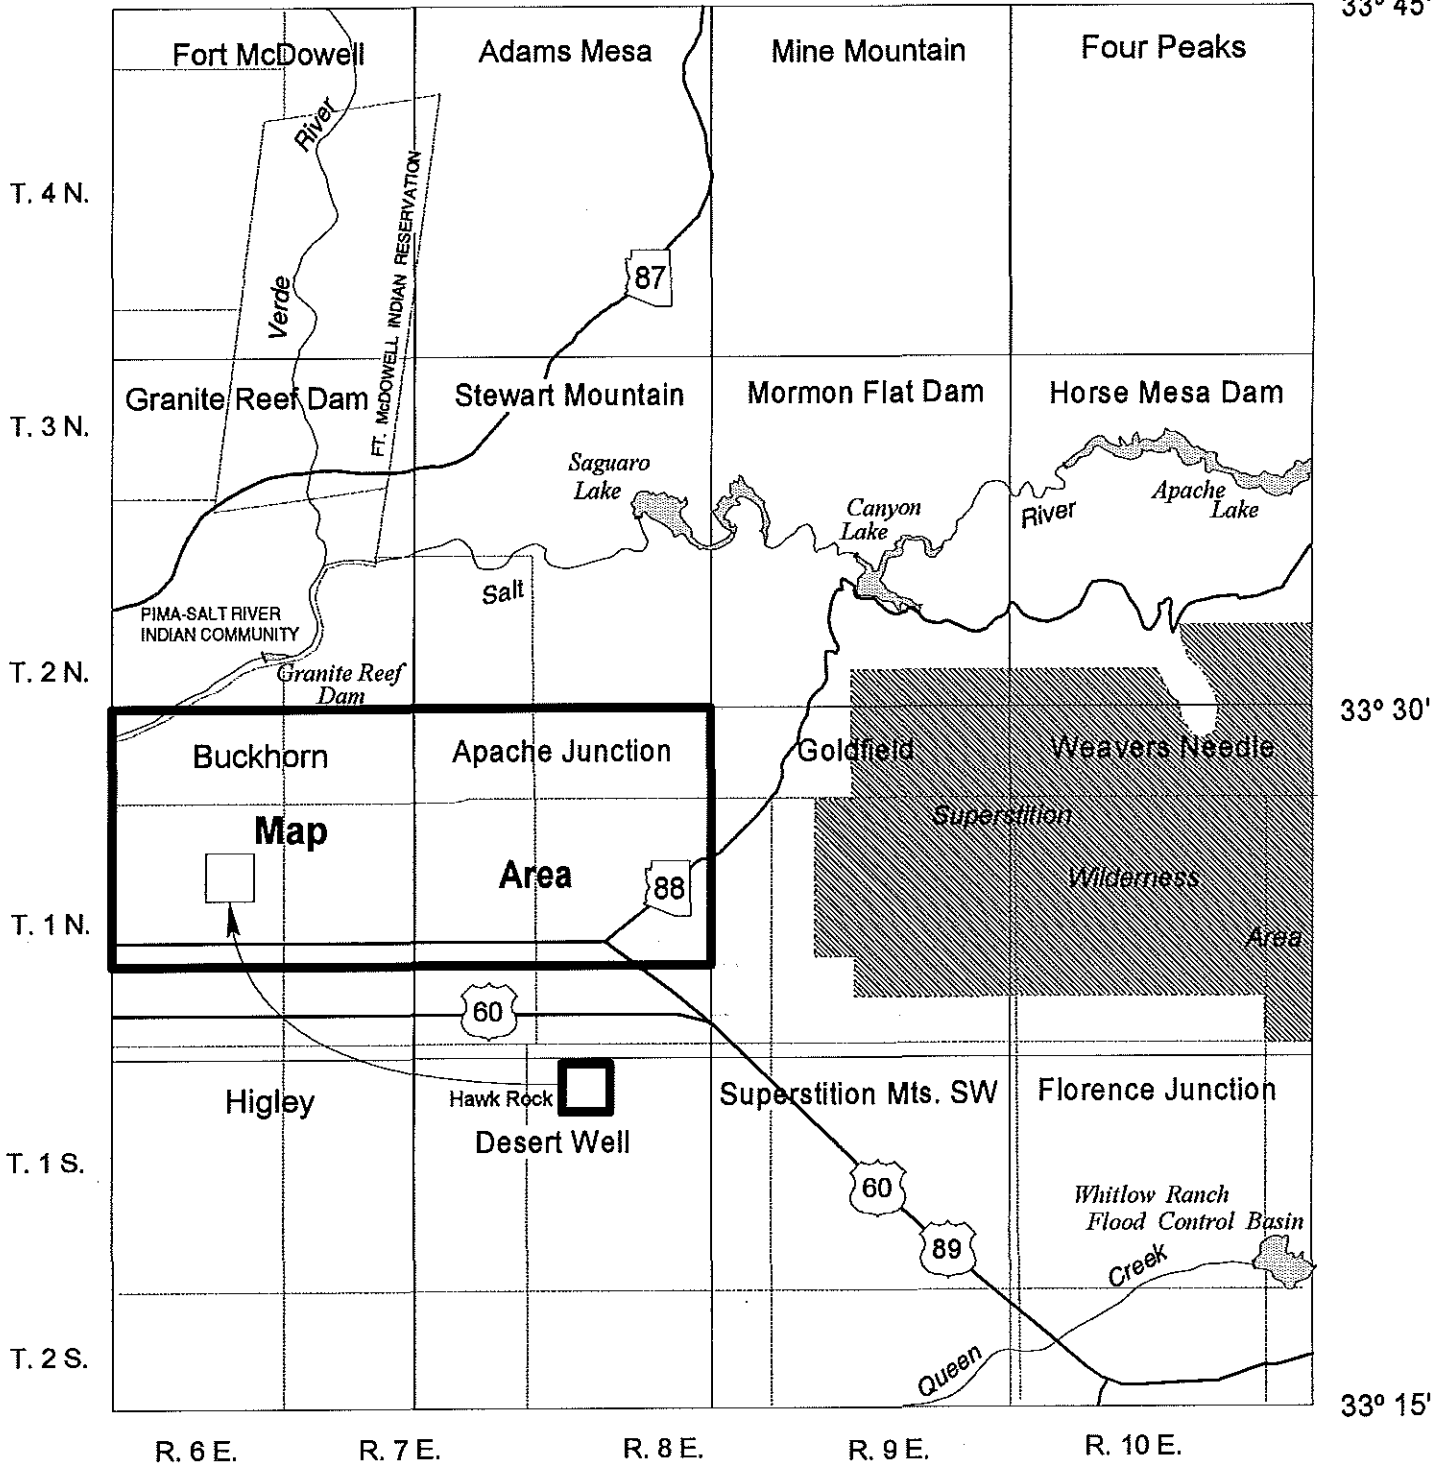 33° 45'
Fort McDowell
Adams Mesa
Mine Mountain
Four Peaks
River
T. 4 N.
FT. McDOWELL INDIAN RESERVATION
87
Verde
Granite Reef Dam
Stewart Mountain
Mormon Flat Dam
Horse Mesa Dam
T. 3 N.
Saguaro
Lake
Canyon
Lake
River
Apache
Lake
Salt
PIMA-SALT RIVER
INDIAN COMMUNITY
T. 2 N.
Granite Reef
Dam
33° 30'
Buckhorn
Apache Junction
Goldfield
Weavers Needle
Superstition
Map
Area
88
Wilderness
T. 1 N.
Area
60
Higley
Hawk Rock
Desert Well
Superstition Mts. SW
Florence Junction
T. 1 S.
60
Whitlow Ranch
Flood Control Basin
89
Creek
T. 2 S.
Queen
33° 15'
R. 6 E.
R. 7 E.
R. 8 E.
R. 9 E.
R. 10 E.